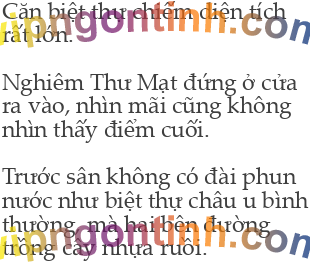 Căn biệt thự chiếm diện tích
rất lớn.
Nghiêm Thư Mạt đứng ở cửa
ra vào, nhìn mãi cũng không
nhìn thấy điểm cuối.
Trước sân không có đài phun
nước như biệt thự châu u bình
thường, mà hai bên đường
trồng cây nhựa ruồi.
vipngontinh.com
vipngontinh.com